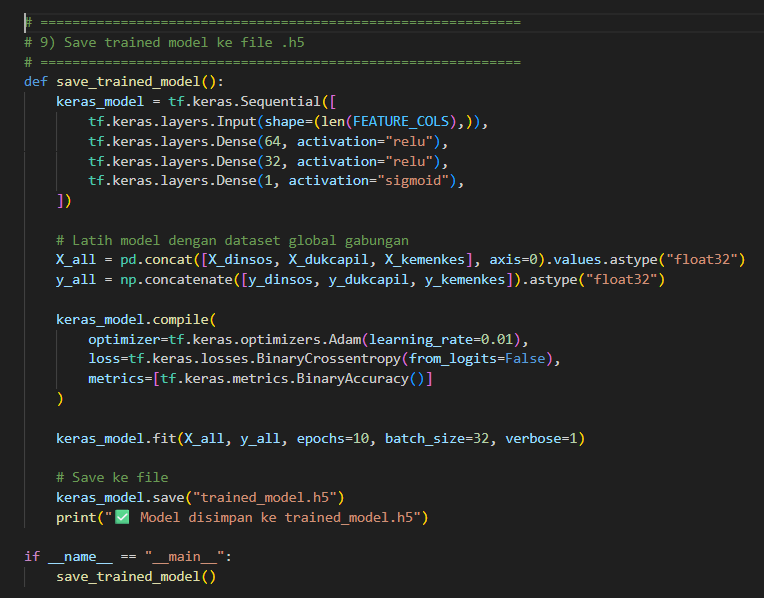 # ============================================================
# 9) Save trained model ke file .h5
# ============================================================
def save_trained_model():
    keras_model = tf.keras.Sequential([
        tf.keras.layers.Input(shape=(len(FEATURE_COLS),)),
        tf.keras.layers.Dense(64, activation="relu"),
        tf.keras.layers.Dense(32, activation="relu"),
        tf.keras.layers.Dense(1, activation="sigmoid"),
    ])

    # Latih model dengan dataset global gabungan
    X_all = pd.concat([X_dinsos, X_dukcapil, X_kemenkes], axis=0).values.astype("float32")
    y_all = np.concatenate([y_dinsos, y_dukcapil, y_kemenkes]).astype("float32")

    keras_model.compile(
        optimizer=tf.keras.optimizers.Adam(learning_rate=0.01),
        loss=tf.keras.losses.BinaryCrossentropy(from_logits=False),
        metrics=[tf.keras.metrics.BinaryAccuracy()]
    )

    keras_model.fit(X_all, y_all, epochs=10, batch_size=32, verbose=1)

    # Save ke file
    keras_model.save("trained_model.h5")
    print("✅ Model disimpan ke trained_model.h5")

if __name__ == "__main__":
    save_trained_model()